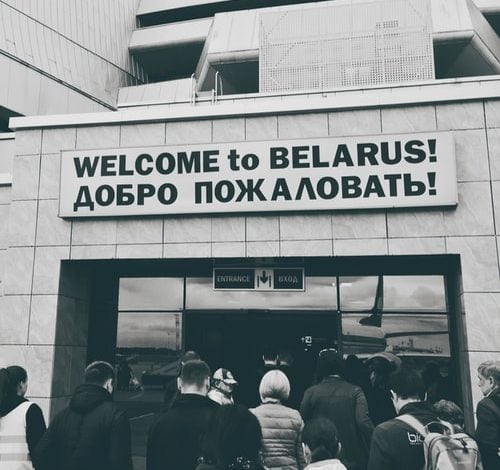 WELCOME to BELARUS!
ДОБРО ПОЖАЛОВАТЬ!
ENTRANCE ВХОД